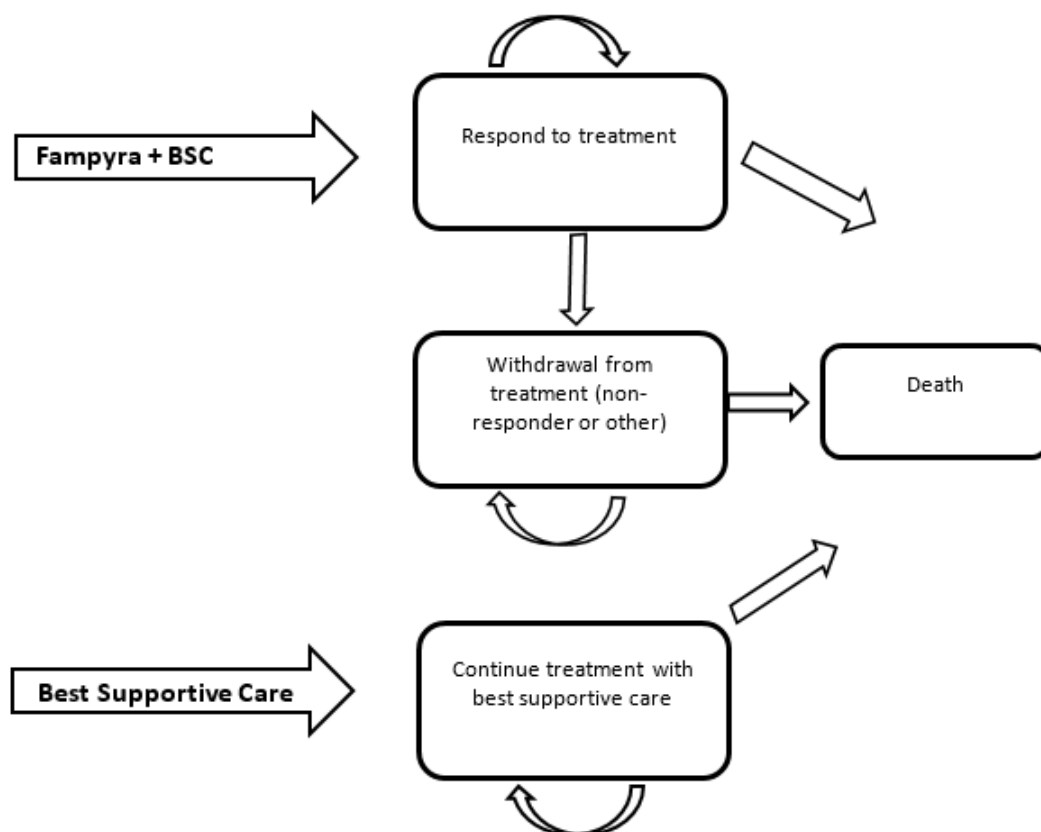 Respond to treatment
Fampyra + BSC
Withdrawal from
treatment (non-
responder or other)
Death
Continue treatment with
best supportive care
Best Supportive Care